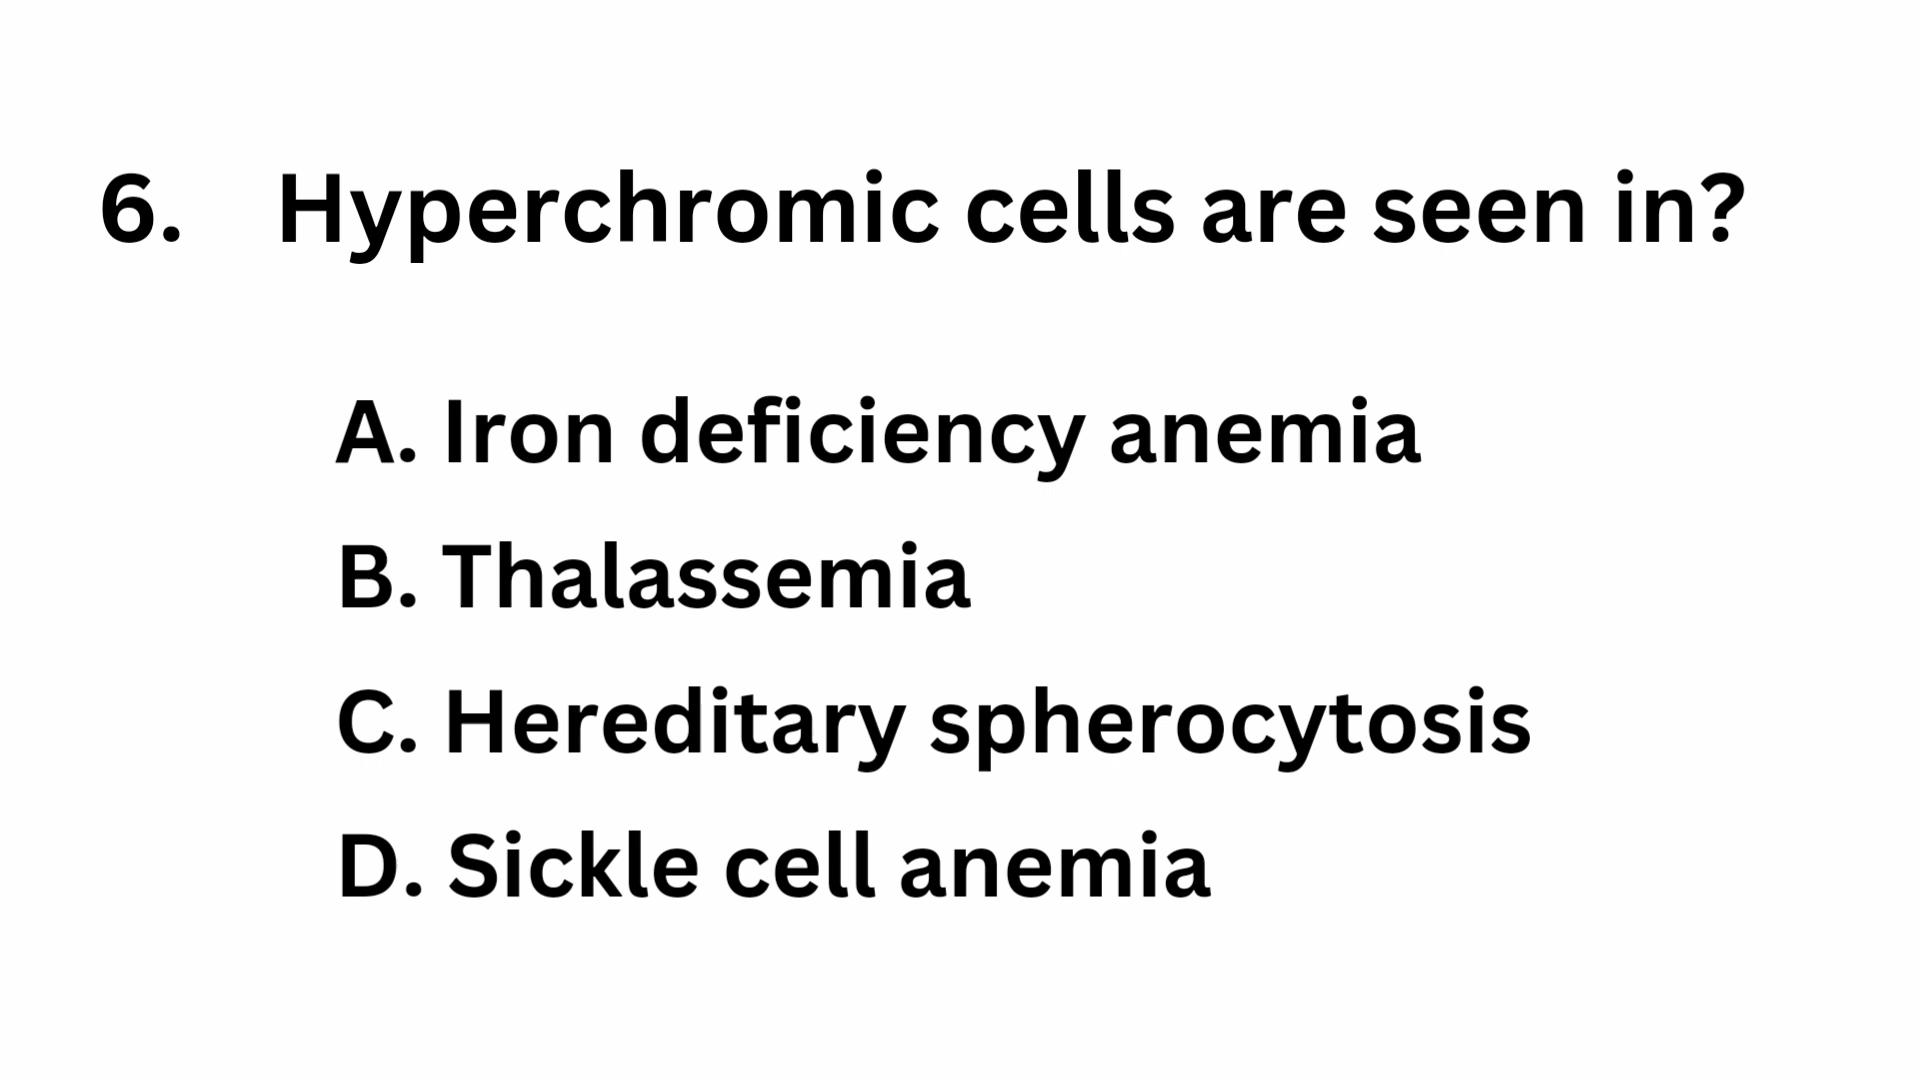 6. Hyperchromic cells are seen in?
A. Iron deficiency anemia
B. Thalassemia
C. Hereditary spherocytosis
D. Sickle cell anemia